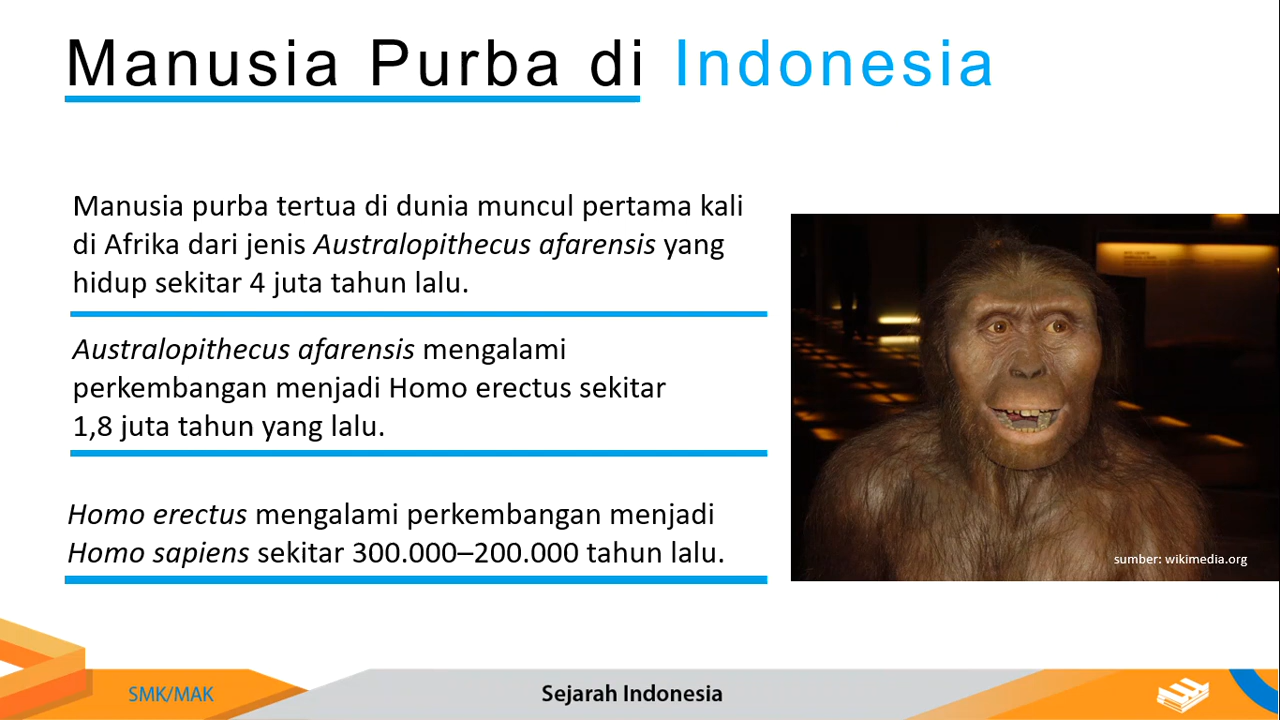 Manusia Purba di Indonesia
Manusia purba tertua di dunia muncul pertama kali
di Afrika dari jenis Australopithecus afarensis yang
hidup sekitar 4 juta tahun lalu.
Australopithecus afarensis mengalami
perkembangan menjadi Homo erectus sekitar
1,8 juta tahun yang lalu.
Homo erectus mengalami perkembangan menjadi
Homo sapiens sekitar 300.000–200.000 tahun lalu.
sumber: wikimedia.org
SMK/MAK
Sejarah Indonesia